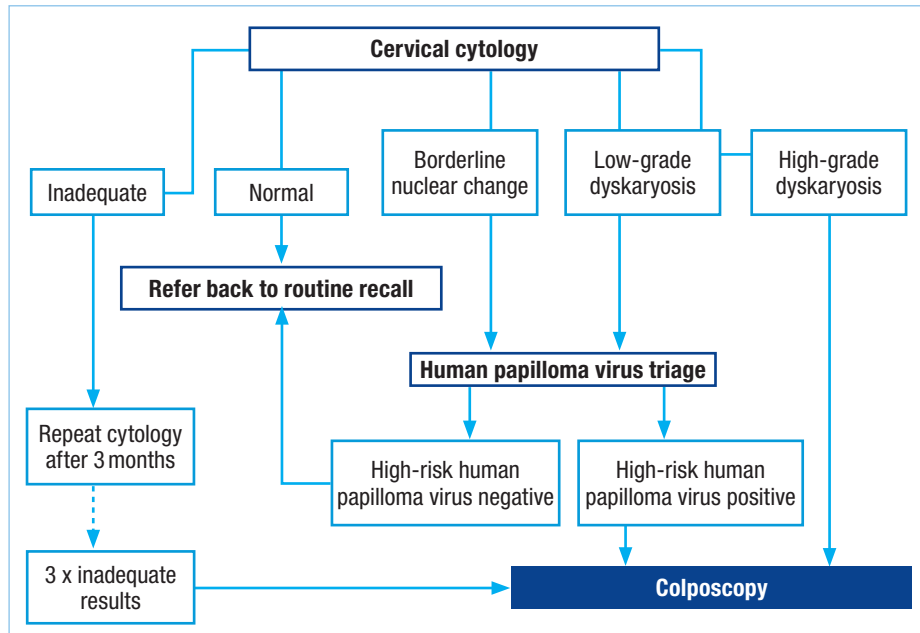 Cervical cytology
Inadequate
Normal
Borderline
nuclear change
Low-grade
dyskaryosis
High-grade
dyskaryosis
Refer back to routine recall
Human papilloma virus triage
Repeat cytology
after 3 months
High-risk human
papilloma virus negative
High-risk human
papilloma virus positive
3 x inadequate
results
Colposcopy